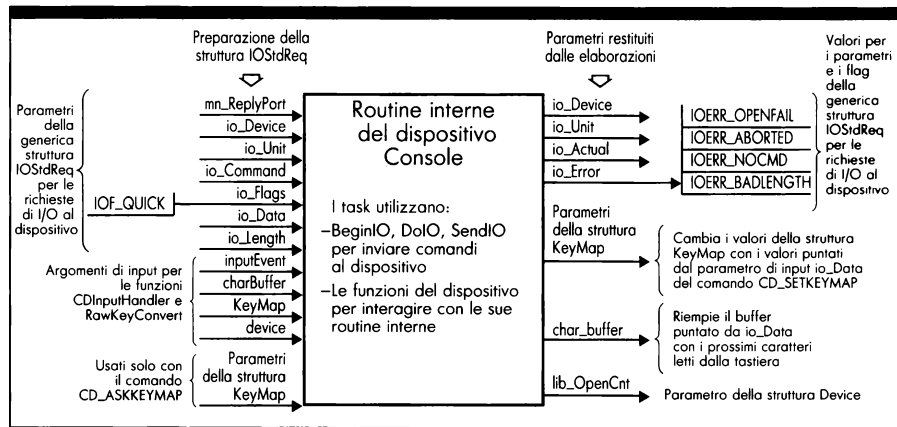 Preparazione della
struttura IOStdReq
Parametri
della
generica
struttura
IOStdReq
per le
richieste
di I/O al
dispositivo
IOF_QUICK
mn_ReplyPort
io_Device
io_Unit
io_Command
io_Flags
io_Data
io_Length
Argomenti di input per
le funzioni
CDInputHandler e
RawKeyConvert
inputEvent
charBuffer
KeyMap
device
Usati solo con
il comando
CD_ASKKEYMAP
Parametri
della struttura
KeyMap
Routine interne
del dispositivo
Console
I task utilizzano:
–BeginIO, DoIO, SendIO
per inviare comandi
al dispositivo
–Le funzioni del dispositivo
per interagire con le sue
routine interne
Parametri restituiti
dalle elaborazioni
io_Device
io_Unit
io_Actual
io_Error
IOERR_OPENFAIL
IOERR_ABORTED
IOERR_NOCMD
IOERR_BADLENGTH
Valori per
i parametri
e i flag
della
generica
struttura
IOStdReq
per le
richieste
di I/O al
dispositivo
Parametri
della struttura
KeyMap
Cambia i valori della struttura
KeyMap con i valori puntati
dal parametro di input io_Data
del comando CD_SETKEYMAP
char_buffer
Riempie il buffer
puntato da io_Data
con i prossimi caratteri
letti dalla tastiera
lib_OpenCnt
Parametro della struttura Device